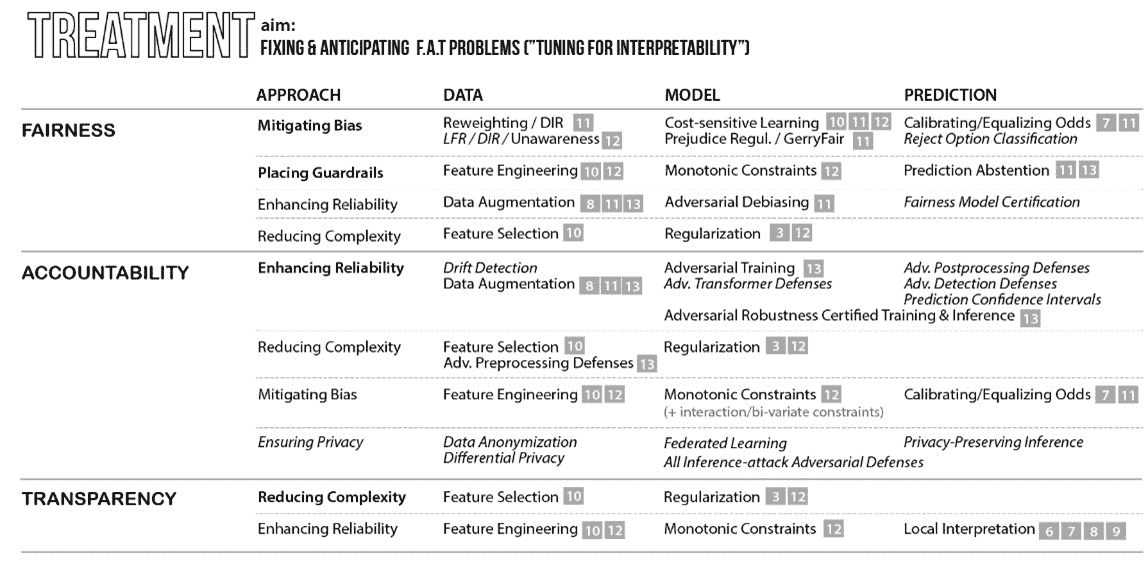 TREATMENT aim:
FIXING & ANTICIPATING F.A.T PROBLEMS ("TUNING FOR INTERPRETABILITY")
APPROACH DATA MODEL PREDICTION
FAIRNESS Mitigating Bias Reweighting / DIR 11 Cost-sensitive Learning 10 11 12 Calibrating/Equalizing Odds 7 11
LFR / DIR / Unawareness 12 Prejudice Regul. / GerryFair 11 Reject Option Classification
Placing Guardrails Feature Engineering 10 12 Monotonic Constraints 12 Prediction Abstention 11 13
Enhancing Reliability Data Augmentation 8 11 13 Adversarial Debiasing 11 Fairness Model Certification
Reducing Complexity Feature Selection 10 Regularization 3 12
ACCOUNTABILITY Enhancing Reliability Drift Detection Adversarial Training 13 Adv. Postprocessing Defenses
Data Augmentation 8 11 13 Adv. Transformer Defenses Adv. Detection Defenses
Prediction Confidence Intervals
Adversarial Robustness Certified Training & Inference 13
Reducing Complexity Feature Selection 10 Regularization 3 12
Adv. Preprocessing Defenses 13
Mitigating Bias Feature Engineering 10 12 Monotonic Constraints 12 Calibrating/Equalizing Odds 7 11
(+ interaction/bi-variate constraints)
Ensuring Privacy Data Anonymization Federated Learning Privacy-Preserving Inference
Differential Privacy All Inference-attack Adversarial Defenses
TRANSPARENCY Reducing Complexity Feature Selection 10 Regularization 3 12
Enhancing Reliability Feature Engineering 10 12 Monotonic Constraints 12 Local Interpretation 6 7 8 9